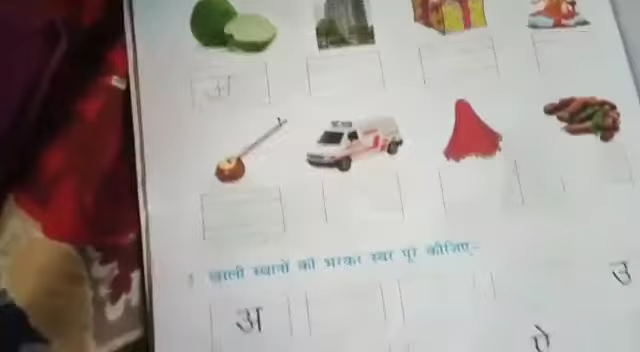 अ
खाली स्थानों को भरकर स्वर पूरे कीजिए-
अ
उ
ऐ